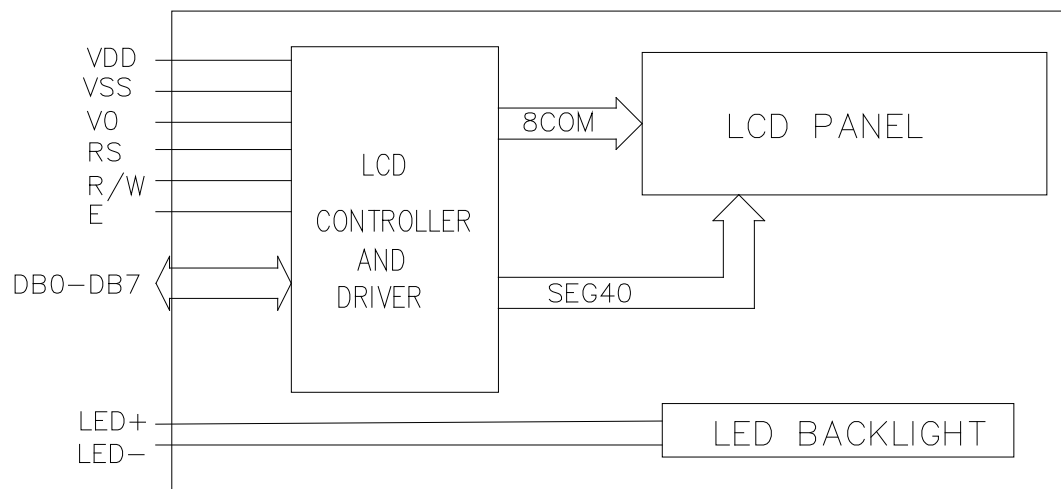 VDD
VSS
V0
RS
R/W
E
DB0-DB7
LED+
LED-
LCD
CONTROLLER
AND
DRIVER
8COM
SEG40
LCD PANEL
LED BACKLIGHT